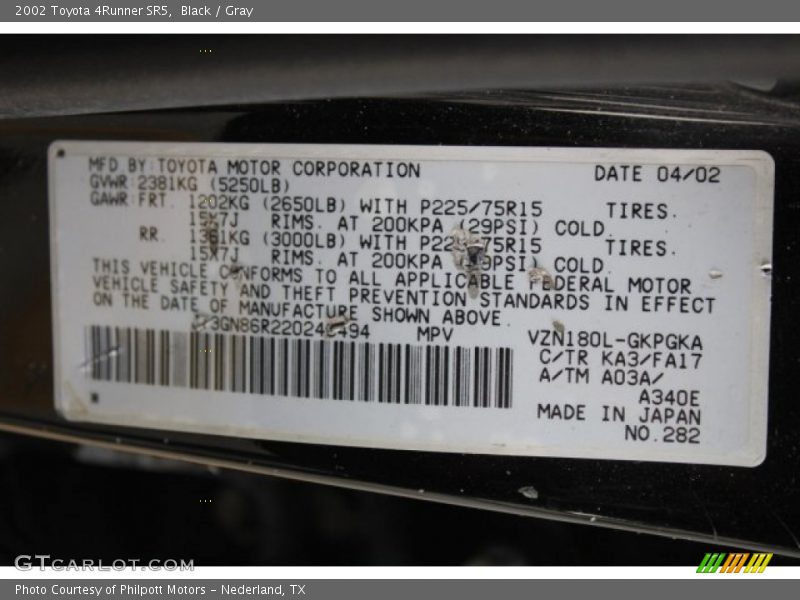 2002 Toyota 4Runner SR5, Black / Gray
MFD BY: TOYOTA MOTOR CORPORATION DATE 04/02
GVWR 2381KG (5250LB)
GAWR FRT. 1202KG (2650LB) WITH P225/75R15 TIRES.
15X7J RIMS. AT 200KPA (29PSI) COLD.
RR. 1361KG (3000LB) WITH TIRES.
15X7J RIMS. AT 200KPA COLD
THIS VEHICLE CONFORMS TO ALL APPLICABLE FEDERAL MOTOR
VEHICLE SAFETY AND THEFT PREVENTION STANDARDS IN EFFECT
ON THE DATE OF MANUFACTURE SHOWN ABOVE.
MPV VZN180L-GKPGKA
C/TR KA3/FA17
A/TM A03A/
A340E
MADE IN JAPAN
NO.282
GTCARLOT.COM
Photo Courtesy of Philpott Motors - Nederland, TX